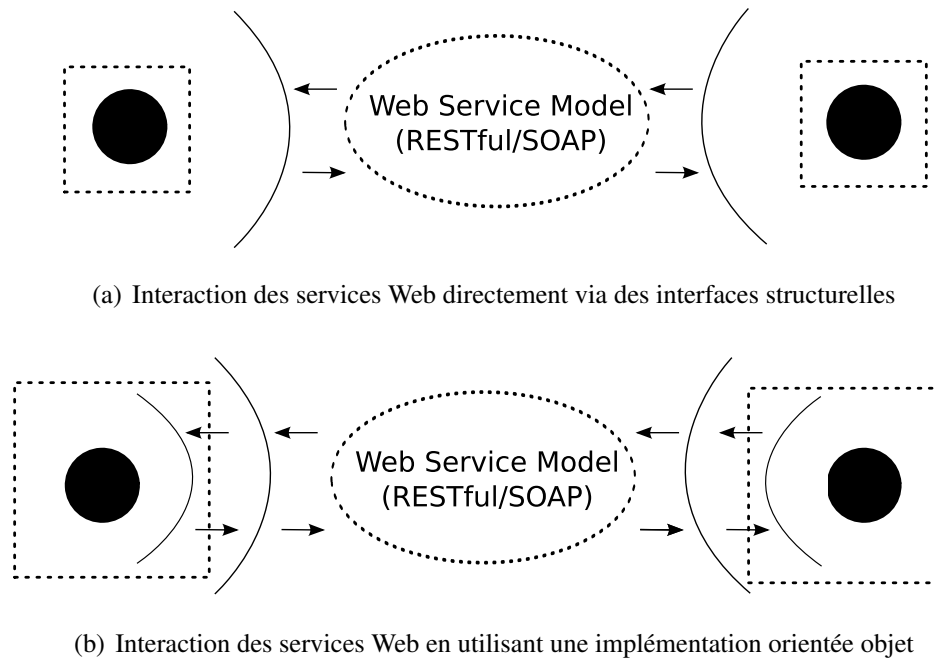 Web Service Model
(RESTful/SOAP)
(a) Interaction des services Web directement via des interfaces structurelles
Web Service Model
(RESTful/SOAP)
(b) Interaction des services Web en utilisant une implémentation orientée objet